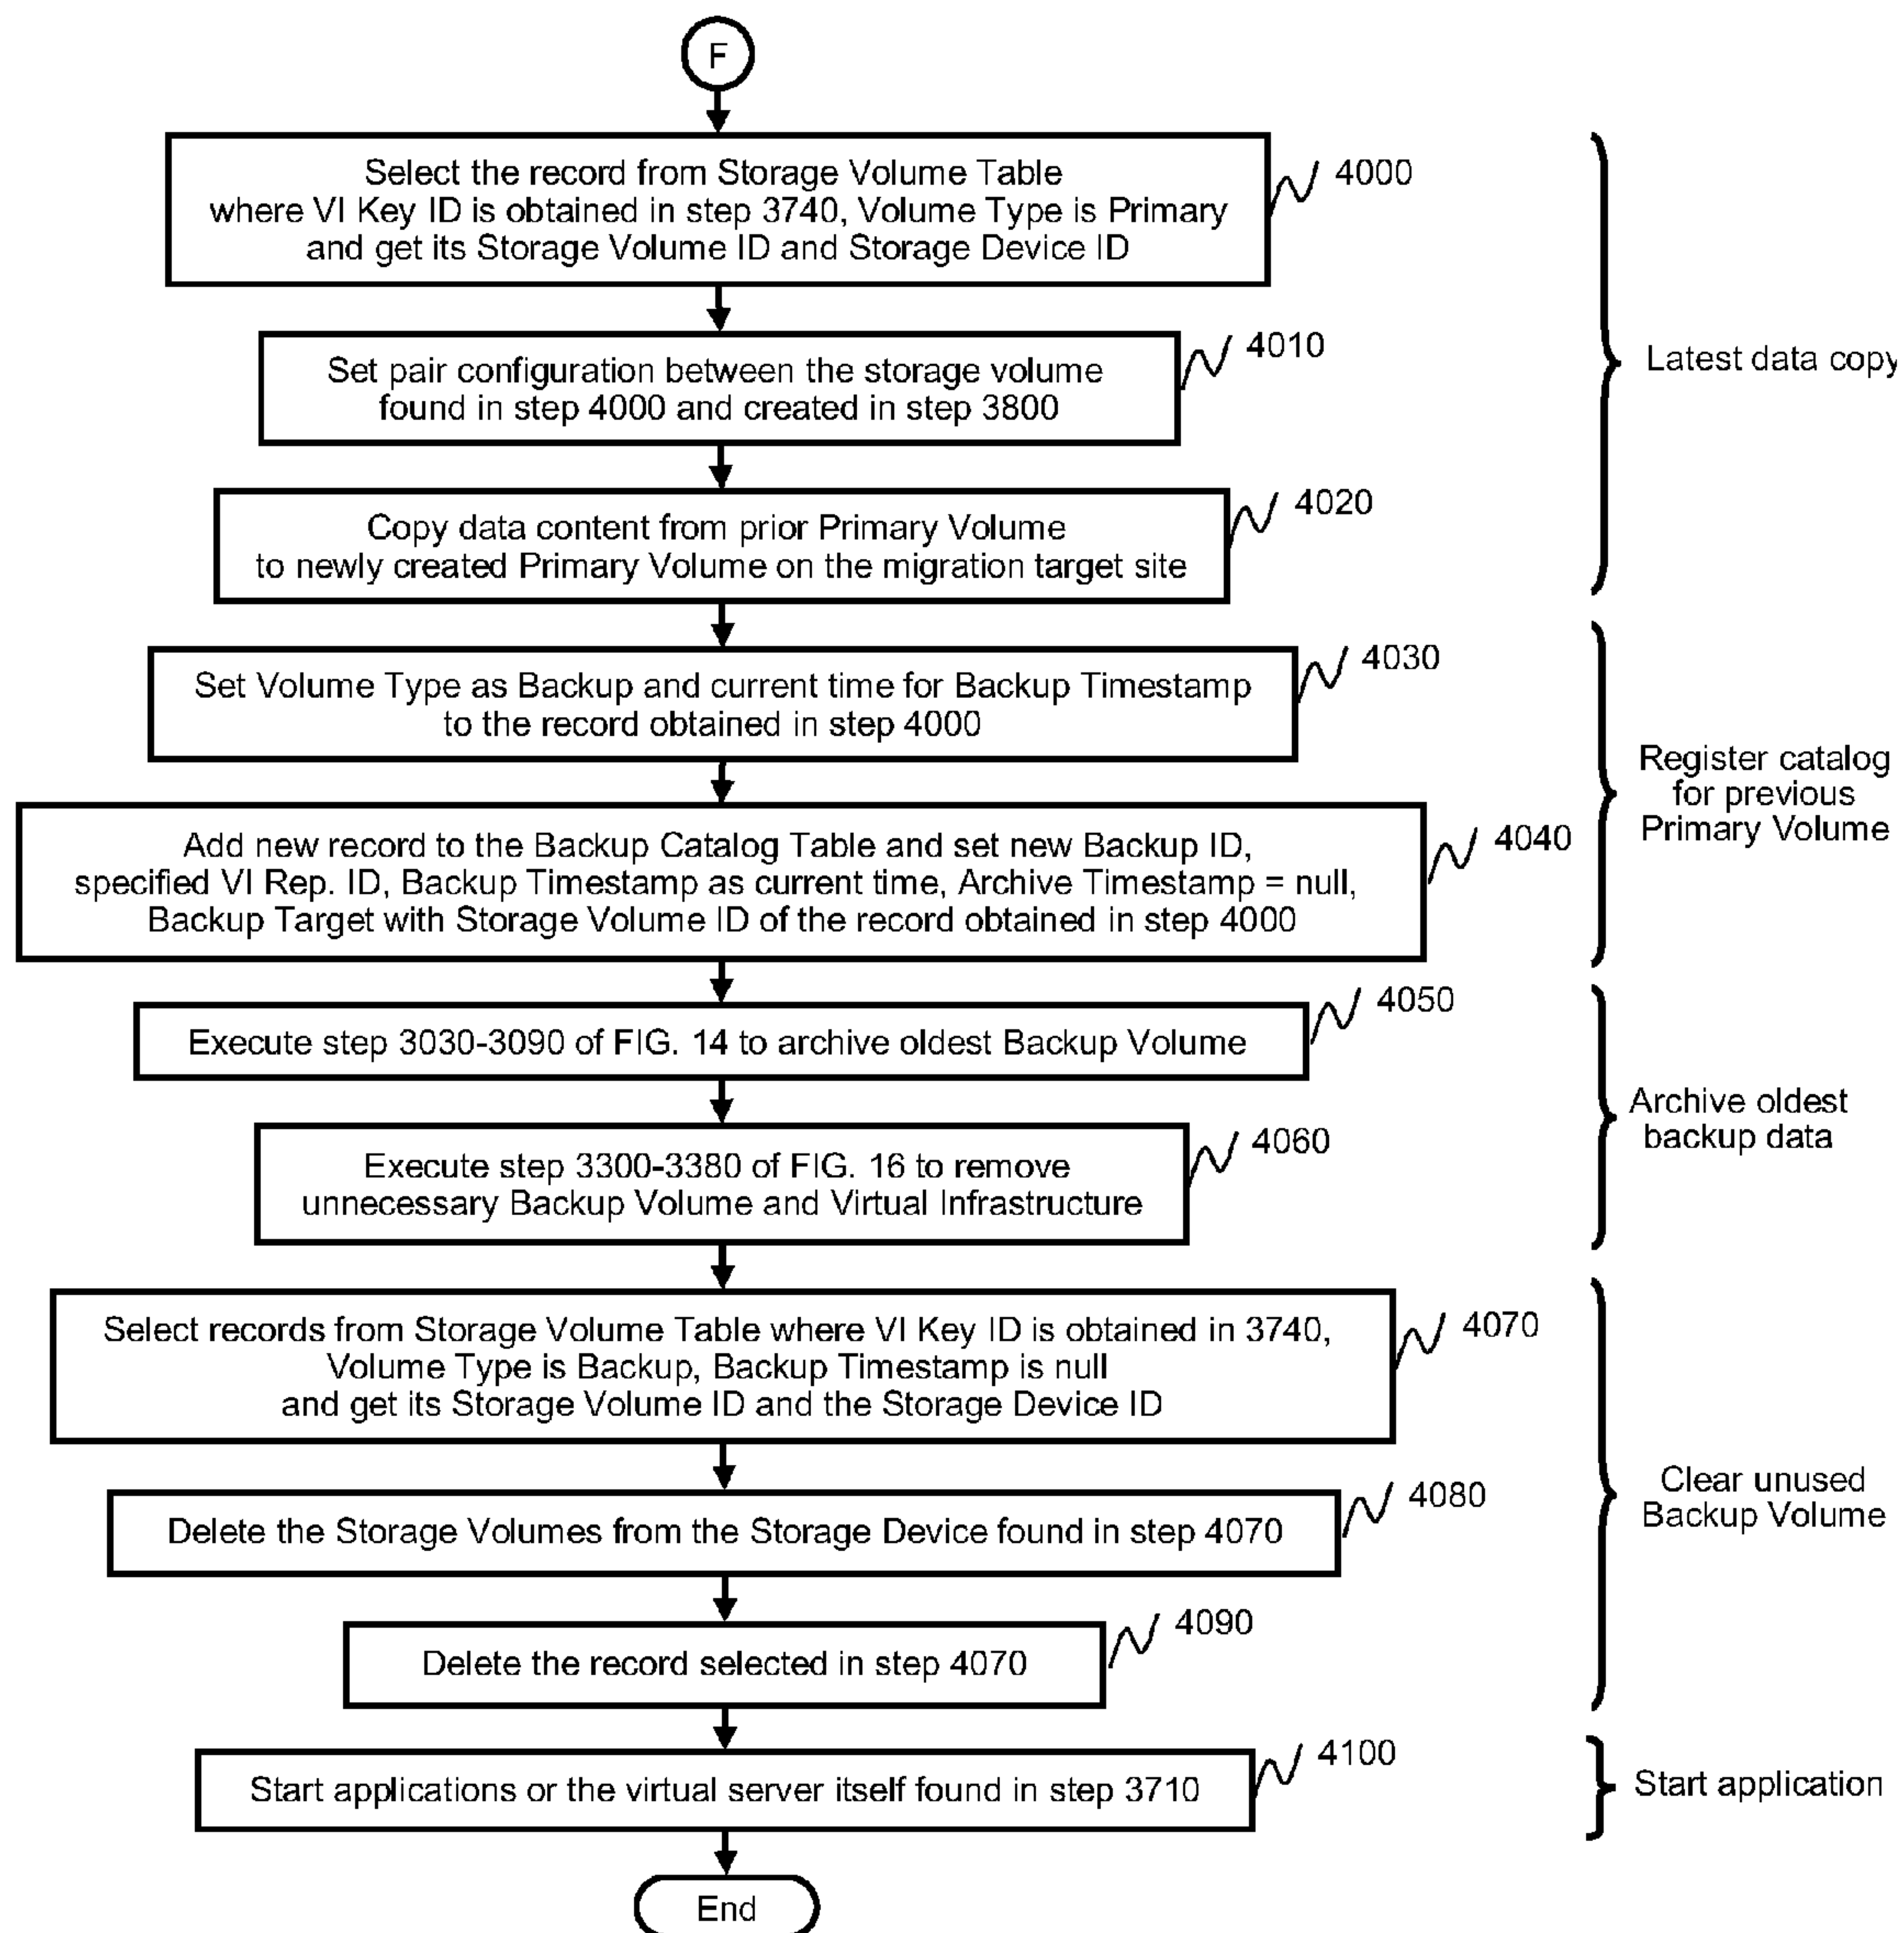 F
Select the record from Storage Volume Table
where VI Key ID is obtained in step 3740, Volume Type is Primary
and get its Storage Volume ID and Storage Device ID
4000
Set pair configuration between the storage volume
found in step 4000 and created in step 3800
4010
Copy data content from prior Primary Volume
to newly created Primary Volume on the migration target site
4020
Latest data copy
Set Volume Type as Backup and current time for Backup Timestamp
to the record obtained in step 4000
4030
Add new record to the Backup Catalog Table and set new Backup ID,
specified VI Rep. ID, Backup Timestamp as current time, Archive Timestamp = null,
Backup Target with Storage Volume ID of the record obtained in step 4000
4040
Register catalog
for previous
Primary Volume
Execute step 3030-3090 of FIG. 14 to archive oldest Backup Volume
4050
Execute step 3300-3380 of FIG. 16 to remove
unnecessary Backup Volume and Virtual Infrastructure
4060
Archive oldest
backup data
Select records from Storage Volume Table where VI Key ID is obtained in 3740,
Volume Type is Backup, Backup Timestamp is null
and get its Storage Volume ID and the Storage Device ID
4070
Delete the Storage Volumes from the Storage Device found in step 4070
4080
Delete the record selected in step 4070
4090
Clear unused
Backup Volume
Start applications or the virtual server itself found in step 3710
4100
Start application
End